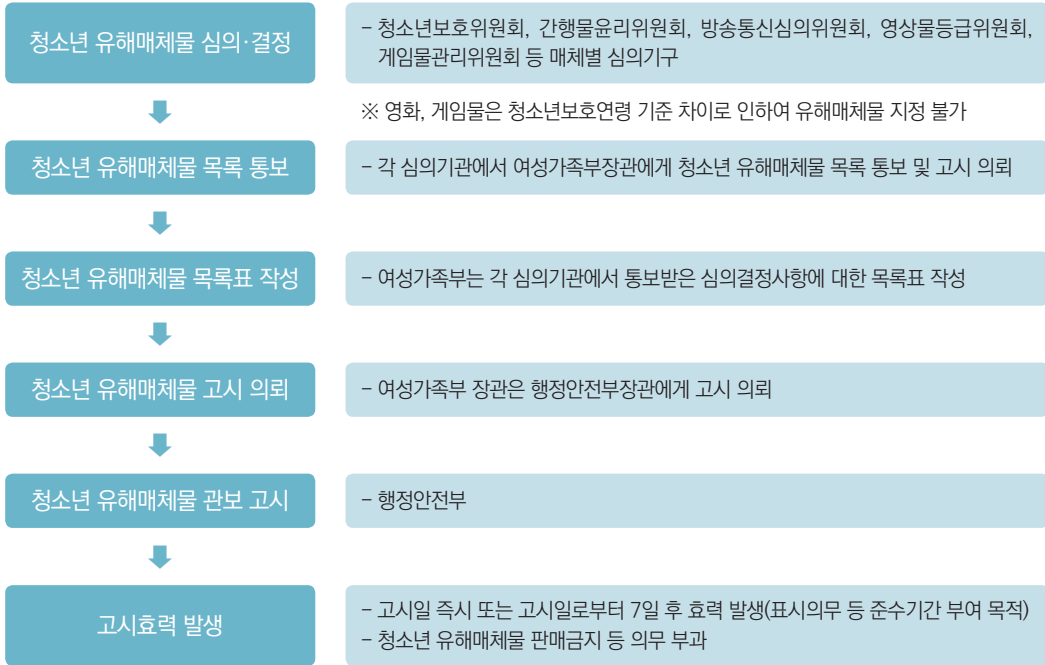 청소년 유해매체물 심의·결정
- 청소년보호위원회, 간행물윤리위원회, 방송통신심의위원회, 영상물등급위원회,
게임물관리위원회 등 매체별 심의기구
※ 영화, 게임물은 청소년보호연령 기준 차이로 인하여 유해매체물 지정 불가
청소년 유해매체물 목록 통보
- 각 심의기관에서 여성가족부장관에게 청소년 유해매체물 목록 통보 및 고시 의뢰
청소년 유해매체물 목록표 작성
- 여성가족부는 각 심의기관에서 통보받은 심의결정사항에 대한 목록표 작성
청소년 유해매체물 고시 의뢰
- 여성가족부 장관은 행정안전부장관에게 고시 의뢰
청소년 유해매체물 관보 고시
- 행정안전부
고시효력 발생
- 고시일 즉시 또는 고시일로부터 7일 후 효력 발생(표시의무 등 준수기간 부여 목적)
- 청소년 유해매체물 판매금지 등 의무 부과